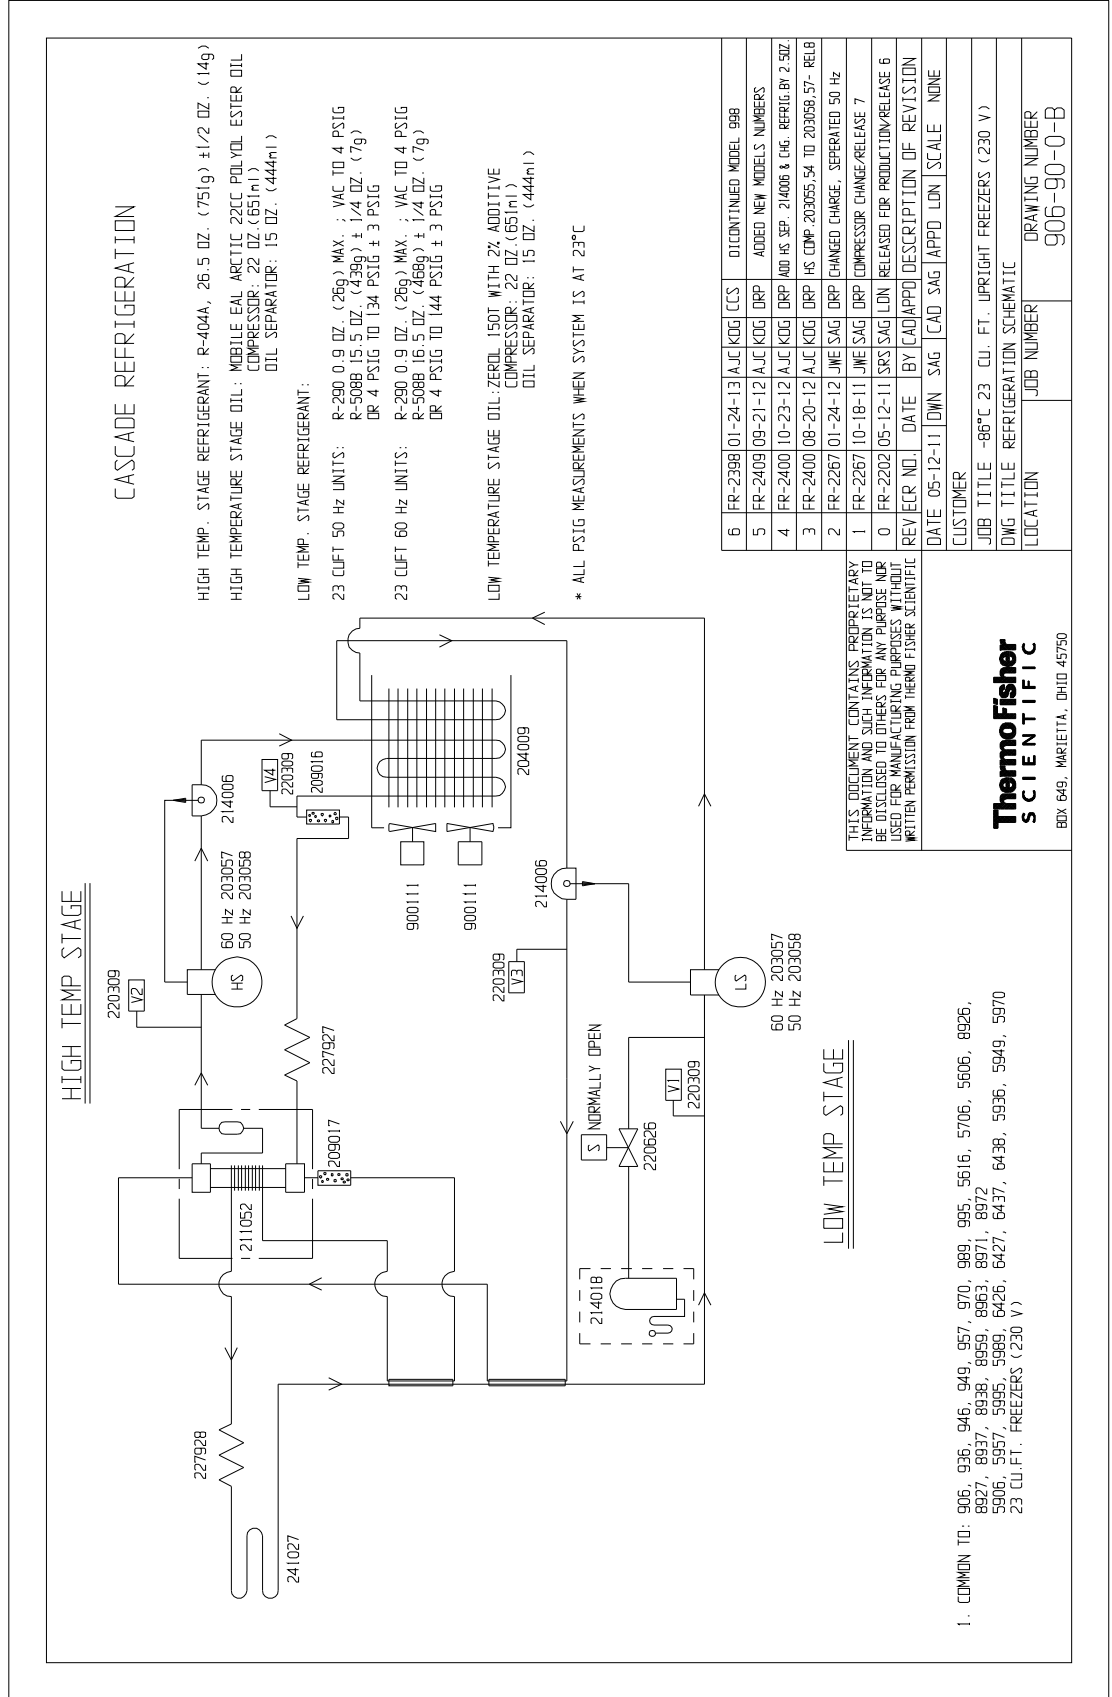 CASCADE REFRIGERATION
HIGH TEMP. STAGE REFRIGERANT: R-404A, 26.5 OZ. (751g) ±1/2 OZ. (14g)
HIGH TEMPERATURE STAGE OIL: MOBILE EAL ARCTIC 22CC POLYOL ESTER OIL
COMPRESSOR: 22 OZ.(651ml)
OIL SEPARATOR: 15 OZ. (444ml)
LOW TEMP. STAGE REFRIGERANT:
23 CUFT 50 Hz UNITS: R-290 0.9 OZ. (26g) MAX. ; VAC TO 4 PSIG
R-508B 15.5 OZ. (439g) ± 1/4 OZ. (7g)
OR 4 PSIG TO 134 PSIG ± 3 PSIG
23 CUFT 60 Hz UNITS: R-290 0.9 OZ. (26g) MAX. ; VAC TO 4 PSIG
R-508B 16.5 OZ. (468g) ± 1/4 OZ. (7g)
OR 4 PSIG TO 144 PSIG ± 3 PSIG
LOW TEMPERATURE STAGE OIL:ZEROL 150T WITH 2% ADDITIVE
COMPRESSOR: 22 OZ.(651ml)
OIL SEPARATOR: 15 OZ. (444ml)
* ALL PSIG MEASUREMENTS WHEN SYSTEM IS AT 23°C
HIGH TEMP STAGE
220309
V2
HS
60 Hz 203057
50 Hz 203058
214006
V4
220309
209016
204009
900111
900111
227927
209017
211052
227928
241027
214006
220309
V3
S NORMALLY OPEN
220626
V1
220309
LS
60 Hz 203057
50 Hz 203058
21401B
LOW TEMP STAGE
1. COMMON TO: 906, 936, 946, 949, 957, 970, 989, 995, 5616, 5706, 5606, 8926,
8927, 8937, 8938, 8959, 8963, 8971, 8972
5906, 5957, 5995, 5989, 6426, 6427, 6437, 6438, 5936, 5949, 5970
23 CU.FT. FREEZERS (230 V)
THIS DOCUMENT CONTAINS PROPRIETARY
INFORMATION AND SUCH INFORMATION IS NOT TO
BE DISCLOSED TO OTHERS FOR ANY PURPOSE NOR
USED FOR MANUFACTURING PURPOSES WITHOUT
WRITTEN PERMISSION FROM THERMO FISHER SCIENTIFIC
ThermoFisher
SCIENTIFIC
BOX 649, MARIETTA, OHIO 45750
6 FR-2398 01-24-13 AJC KDG CCS DICONTINUED MODEL 998
5 FR-2409 09-21-12 AJC KDG DRP ADDED NEW MODELS NUMBERS
4 FR-2400 10-23-12 AJC KDG DRP ADD HS SEP. 214006 & CHG. REFRIG.BY 2.5OZ.
3 FR-2400 08-20-12 AJC KDG DRP HS COMP.203055,54 TO 203058,57- REL8
2 FR-2267 01-24-12 JWE SAG DRP CHANGED CHARGE, SEPERATED 50 Hz
1 FR-2267 10-18-11 JWE SAG DRP COMPRESSOR CHANGE/RELEASE 7
0 FR-2202 05-12-11 SRS SAG LDN RELEASED FOR PRODUCTION/RELEASE 6
REV ECR NO. DATE BY CAD APPD DESCRIPTION OF REVISION
DATE 05-12-11 DWN SAG CAD SAG APPD LDN SCALE NONE
CUSTOMER
JOB TITLE -86°C 23 CU. FT. UPRIGHT FREEZERS (230 V)
DWG TITLE REFRIGERATION SCHEMATIC
LOCATION JOB NUMBER DRAWING NUMBER
906-90-0-B